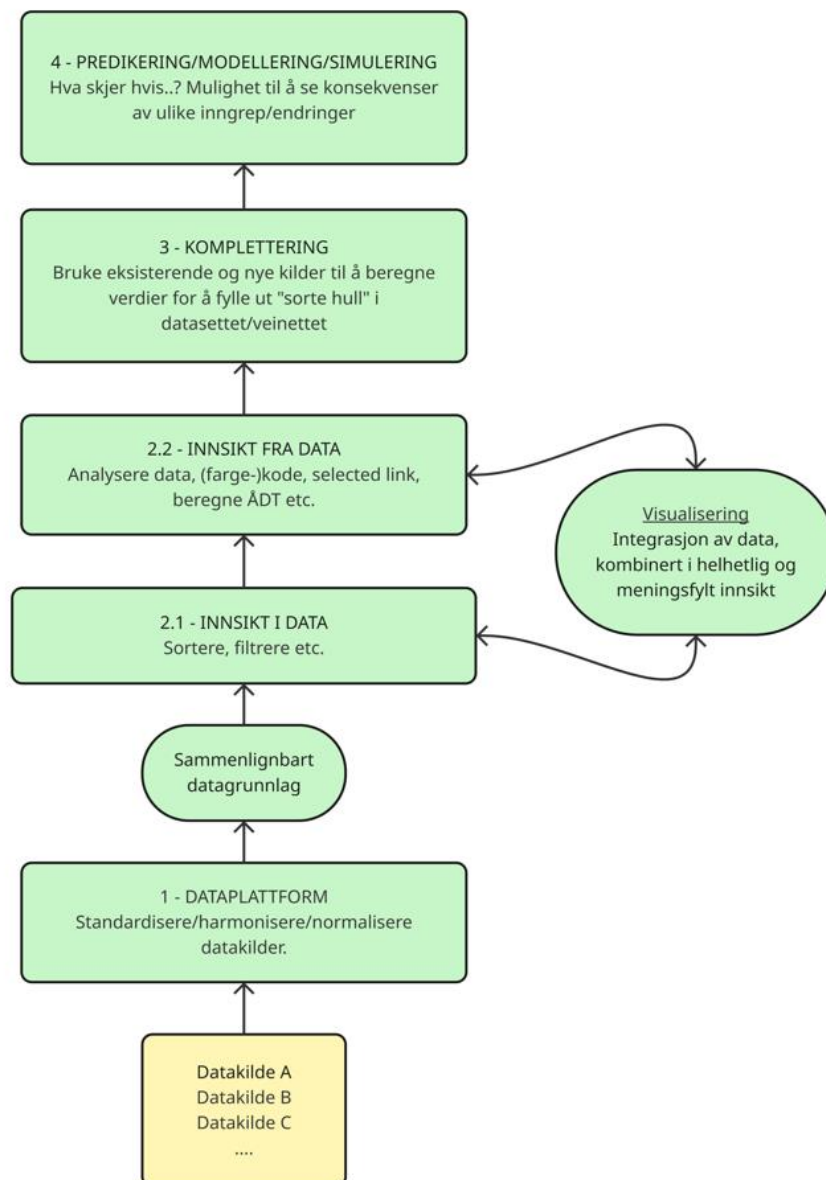 4 - PREDIKERING/MODELLERING/SIMULERING
Hva skjer hvis..? Mulighet til å se konsekvenser
av ulike inngrep/endringer
3 - KOMPLETTERING
Bruke eksisterende og nye kilder til å beregne
verdier for å fylle ut "sorte hull" i
datasettet/veinettet
2.2 - INNSIKT FRA DATA
Analysere data, (farge-)kode, selected link,
beregne ÅDT etc.
Visualisering
Integrasjon av data,
kombinert i helhetlig og
meningsfylt innsikt
2.1 - INNSIKT I DATA
Sortere, filtrere etc.
Sammenlignbart
datagrunnlag
1 - DATAPLATTFORM
Standardisere/harmonisere/normalisere
datakilder.
Datakilde A
Datakilde B
Datakilde C
....